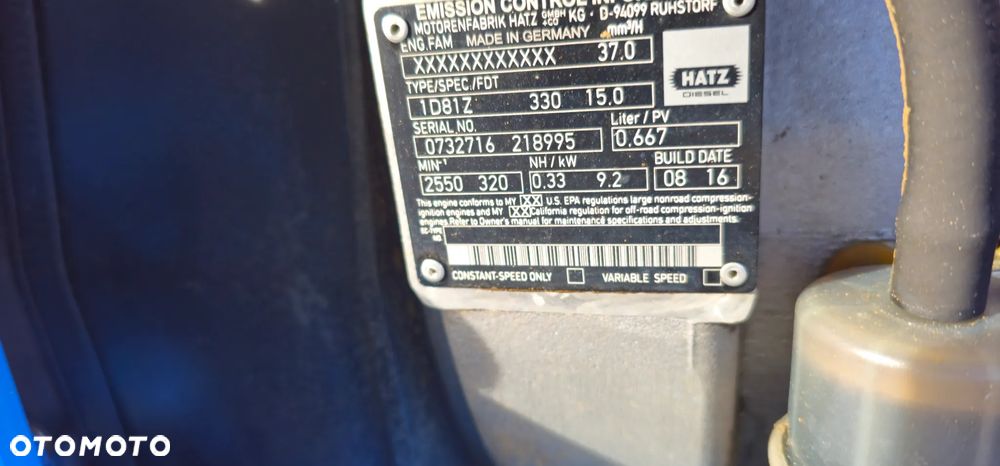 EMISSION CONTROL
MOTORENFABRIK HATZ GMBH +CO KG · D-94099 RUHSTORF
ENG.FAM MADE IN GERMANY mm³/H
XXXXXXXXXXXX 37.0
TYPE/SPEC./FDT
1D81Z 330 15.0
HATZ
DIESEL
SERIAL NO. Liter / PV
0732716 218995 0.667
MIN-¹ NH / kW BUILD DATE
2550 320 0.33 9.2 08 16
This engine conforms to MY XX U.S. EPA regulations large nonroad compression-
ignition engines and MY XX California regulation for off-road compression-ignition
engines Refer to Owner's manual for maintenance specifications and adjustments.
CONSTANT-SPEED ONLY VARIABLE SPEED
OTOMOTO